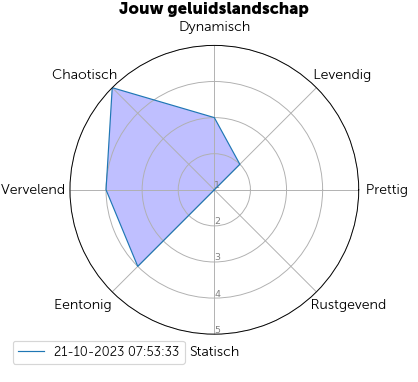 Jouw geluidslandschap
Dynamisch
Chaotisch
Levendig
Vervelend
1
Prettig
2
3
4
Eentonig
Rustgevend
5
21-10-2023 07:53:33
Statisch